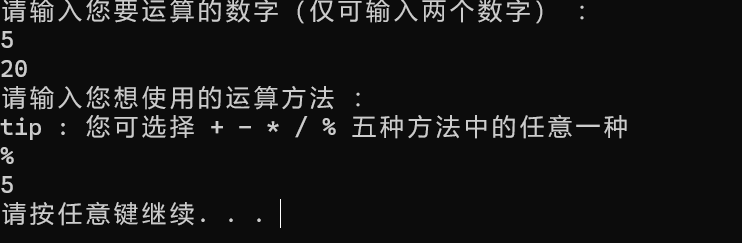 请输入您要运算的数字（仅可输入两个数字） ：
5
20
请输入您想使用的运算方法 ：
tip : 您可选择 + - * / % 五种方法中的任意一种
%
5
请按任意键继续. . .